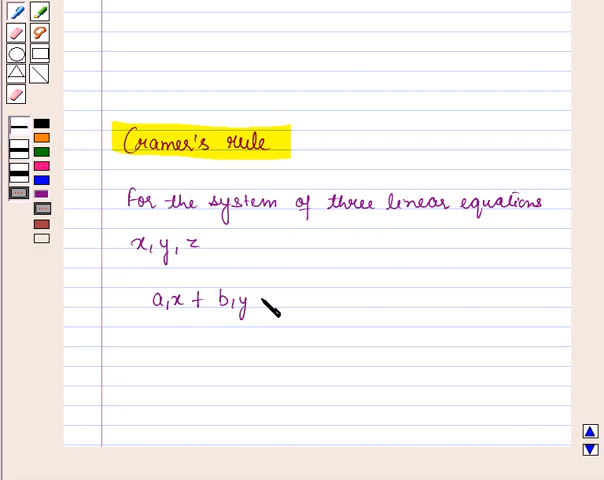 Cramer's rule
For the system of three linear equations
x, y, z
a₁x + b₁y